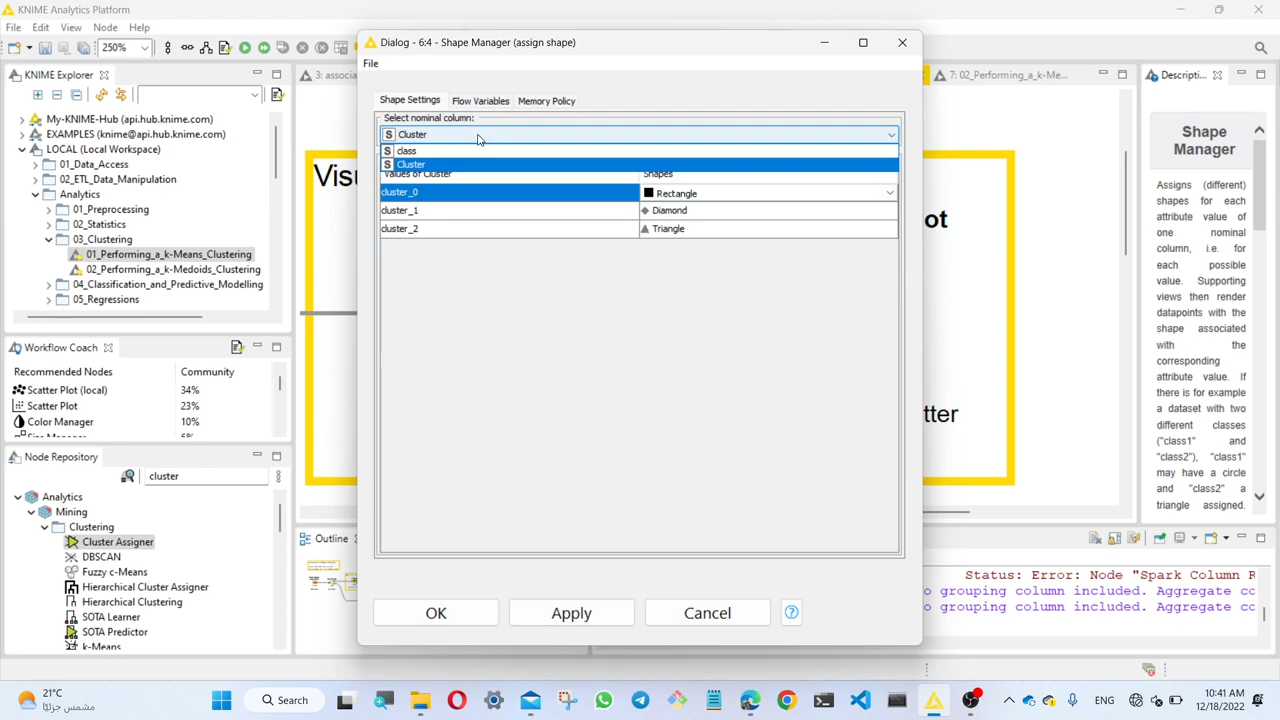 KNIME Analytics Platform
File Edit View Node Help
250%
KNIME Explorer
My-KNIME-Hub (api.hub.knime.com)
EXAMPLES (knime@api.hub.knime.com)
LOCAL (Local Workspace)
01_Data_Access
02_ETL_Data_Manipulation
Analytics
01_Preprocessing
02_Statistics
03_Clustering
01_Performing_a_k-Means_Clustering
02_Performing_a_k-Medoids_Clustering
04_Classification_and_Predictive_Modelling
05_Regressions
Workflow Coach
Recommended Nodes Community
Scatter Plot (local) 34%
Scatter Plot 23%
Color Manager 10%
Size Manager 6%
Node Repository
cluster
Analytics
Mining
Clustering
Cluster Assigner
DBSCAN
Fuzzy c-Means
Hierarchical Cluster Assigner
Hierarchical Clustering
SOTA Learner
SOTA Predictor
k-Means
3: associa
7: 02_Performing_a_k-Me...
Visu
ot
tter
Outline
Dialog - 6:4 - Shape Manager (assign shape)
File
Shape Settings Flow Variables Memory Policy
Select nominal column:
S Cluster
S class
S Cluster
Values of Cluster Shapes
cluster_0 Rectangle
cluster_1 Diamond
cluster_2 Triangle
OK Apply Cancel ?
Descripti...
Shape
Manager
Assigns (different)
shapes for each
attribute value of
one nominal
column, i.e. for
each possible
value. Supporting
views then render
datapoints with the
shape associated
with the
corresponding
attribute value. If
there is for example
a dataset with two
different classes
("class1" and
"class2"), "class1"
may have a circle
and "class2" a
triangle assigned.
Status: Error: Node "Spark Column R
o grouping column included. Aggregate co
o grouping column included. Aggregate co
21°C
مشمس جزئيًا
Search
ENG
10:41 AM
12/18/2022